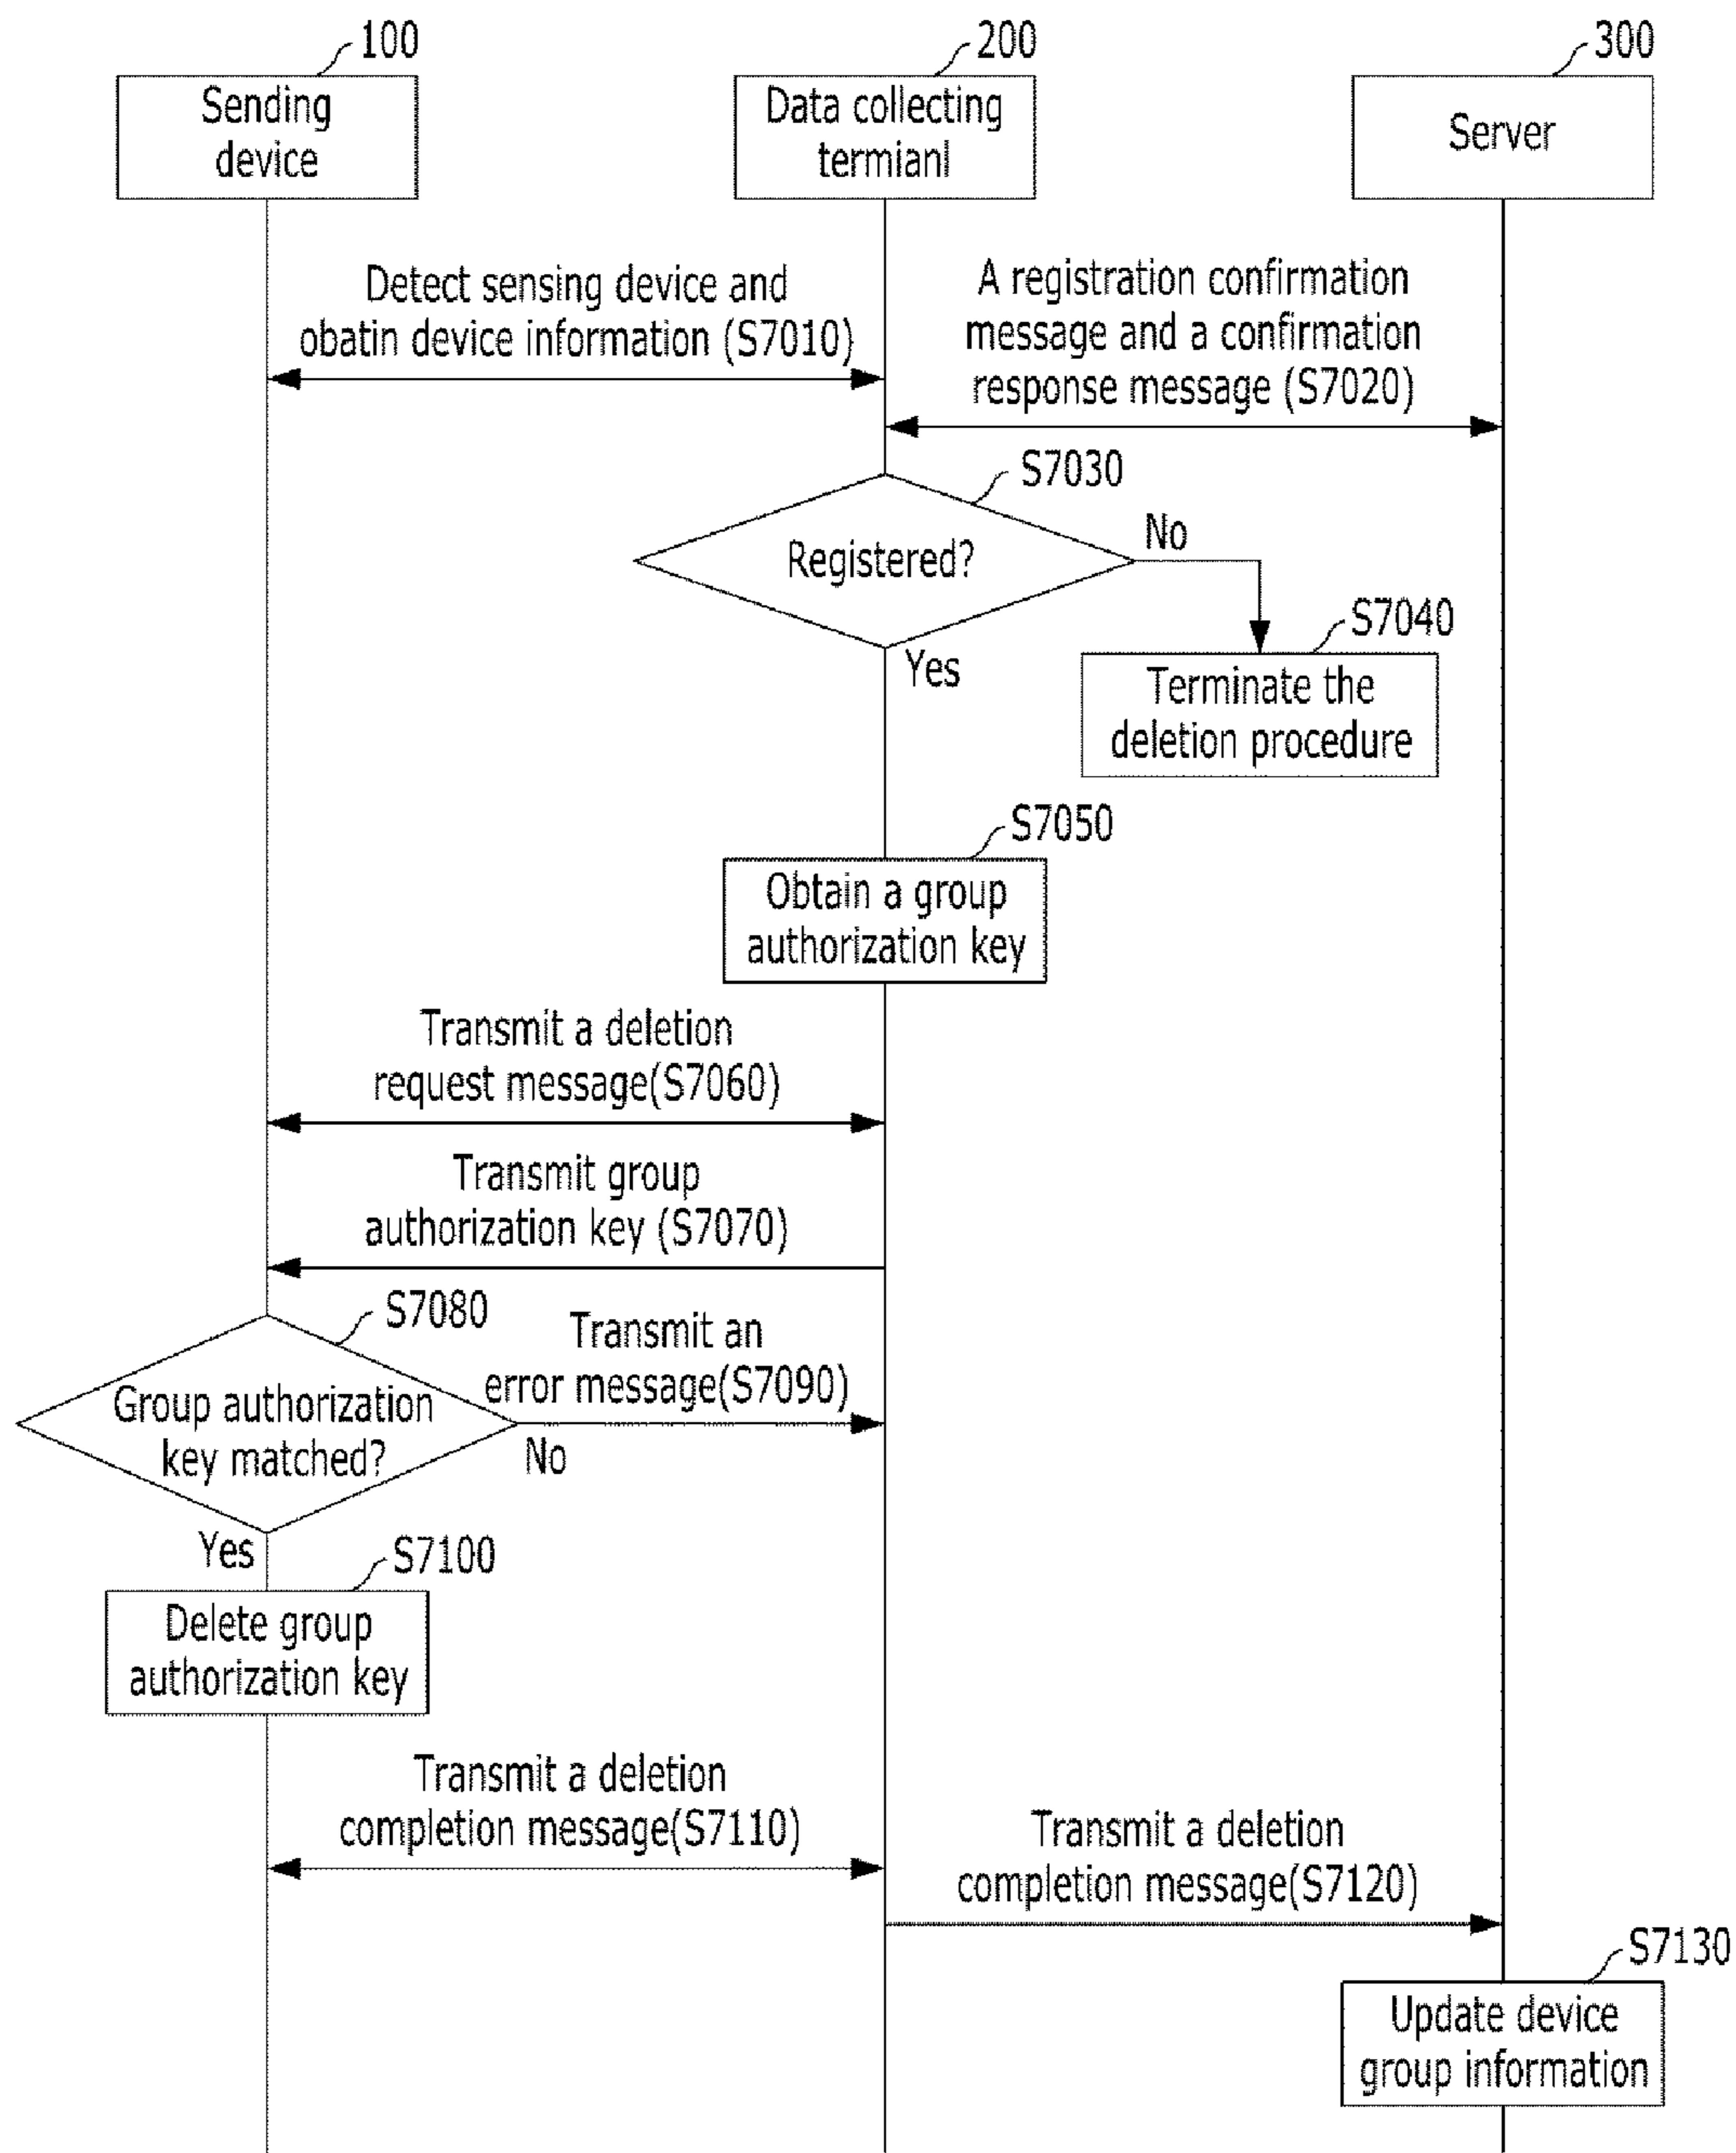 100
200
300
Sending
device
Data collecting
termianl
Server
Detect sensing device and
obatin device information (S7010)
A registration confirmation
message and a confirmation
response message (S7020)
S7030
Registered?
No
Yes
S7040
Terminate the
deletion procedure
S7050
Obtain a group
authorization key
Transmit a deletion
request message(S7060)
Transmit group
authorization key (S7070)
S7080
Transmit an
error message(S7090)
Group authorization
key matched?
No
Yes
S7100
Delete group
authorization key
Transmit a deletion
completion message(S7110)
Transmit a deletion
completion message(S7120)
S7130
Update device
group information